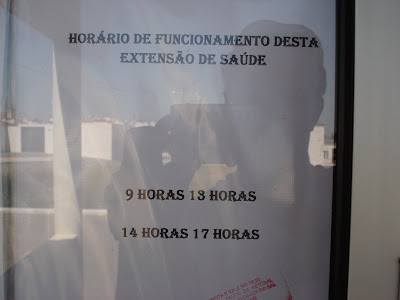 HORÁRIO DE FUNCIONAMENTO DESTA
EXTENSÃO DE SAÚDE
9 HORAS 13 HORAS
14 HORAS 17 HORAS